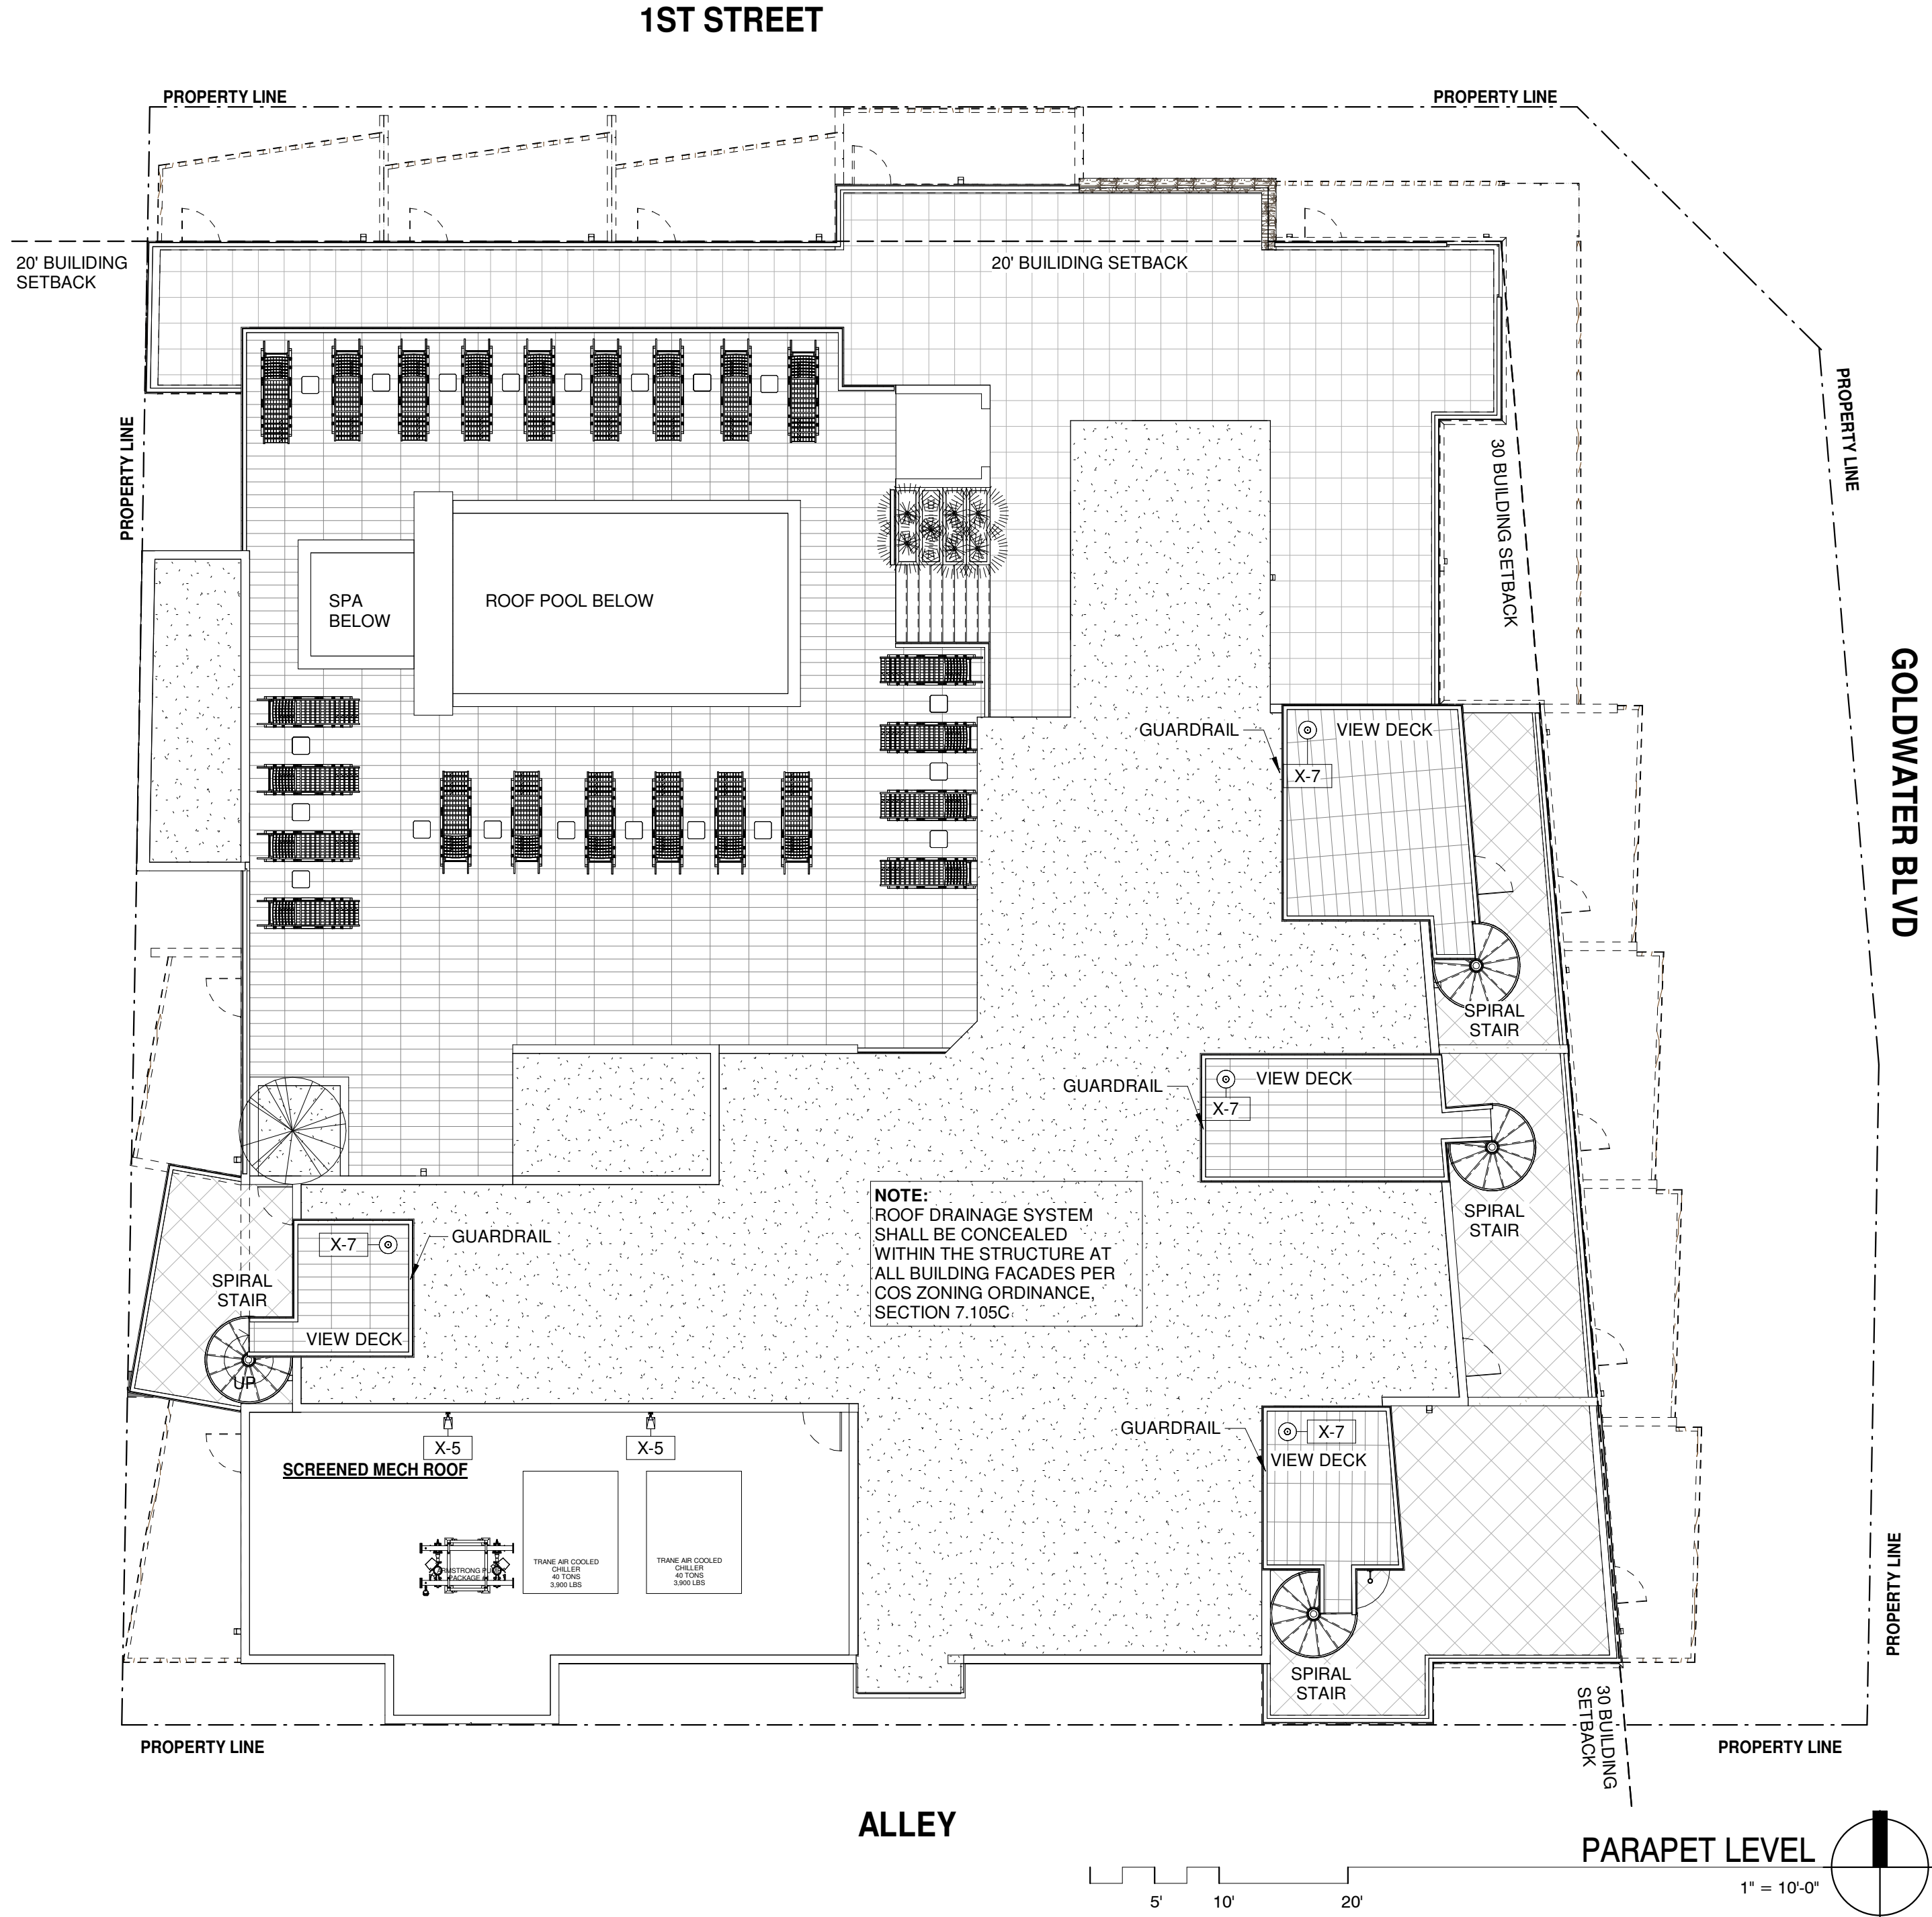 1ST STREET
PROPERTY LINE
PROPERTY LINE
20' BUILIDING
SETBACK
20' BUILIDING SETBACK
PROPERTY LINE
PROPERTY LINE
30 BUILDING SETBACK
SPA
BELOW
ROOF POOL BELOW
GOLDWATER BLVD
GUARDRAIL
VIEW DECK
X-7
SPIRAL
STAIR
GUARDRAIL
VIEW DECK
X-7
SPIRAL
STAIR
NOTE:
ROOF DRAINAGE SYSTEM
SHALL BE CONCEALED
WITHIN THE STRUCTURE AT
ALL BUILDING FACADES PER
COS ZONING ORDINANCE,
SECTION 7.105C
X-7
GUARDRAIL
SPIRAL
STAIR
VIEW DECK
UP
X-5
X-5
SCREENED MECH ROOF
GUARDRAIL
X-7
VIEW DECK
TRANE AIR COOLED
CHILLER
40 TONS
3,900 LBS
TRANE AIR COOLED
CHILLER
40 TONS
3,900 LBS
PACKAGE
SPIRAL
STAIR
PROPERTY LINE
30 BUILDING
SETBACK
PROPERTY LINE
PROPERTY LINE
ALLEY
PARAPET LEVEL
1" = 10'-0"
5'
10'
20'